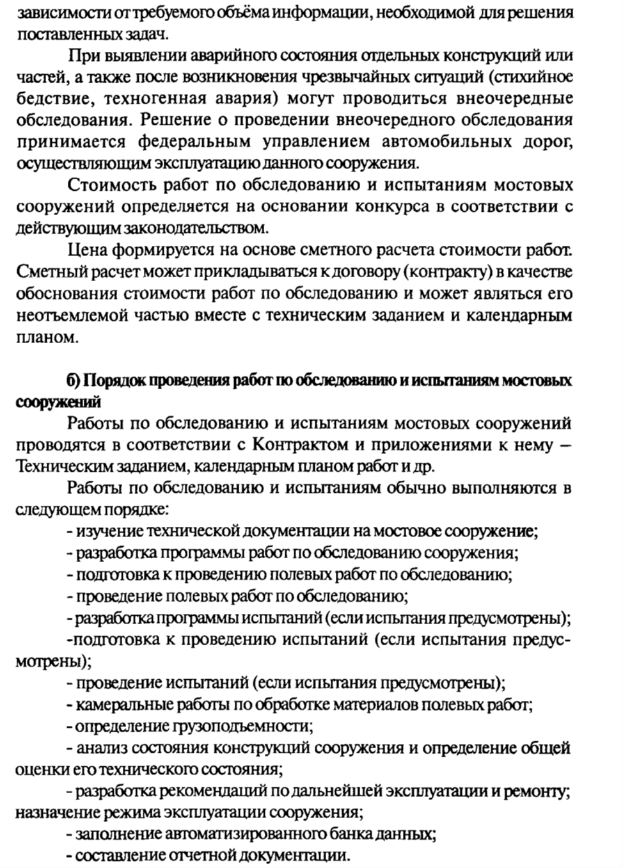 зависимости от требуемого объёма информации, необходимой для решения
поставленных задач.
При выявлении аварийного состояния отдельных конструкций или
частей, а также после возникновения чрезвычайных ситуаций (стихийное
бедствие, техногенная авария) могут проводиться внеочередные
обследования. Решение о проведении внеочередного обследования
принимается федеральным управлением автомобильных дорог,
осуществляющим эксплуатацию данного сооружения.
Стоимость работ по обследованию и испытаниям мостовых
сооружений определяется на основании конкурса в соответствии с
действующим законодательством.
Цена формируется на основе сметного расчета стоимости работ.
Сметный расчет может прикладываться к договору (контракту) в качестве
обоснования стоимости работ по обследованию и может являться его
неотъемлемой частью вместе с техническим заданием и календарным
планом.
б) Порядок проведения работ по обследованию и испытаниям мостовых
сооружений
Работы по обследованию и испытаниям мостовых сооружений
проводятся в соответствии с Контрактом и приложениями к нему –
Техническим заданием, календарным планом работ и др.
Работы по обследованию и испытаниям обычно выполняются в
следующем порядке:
- изучение технической документации на мостовое сооружение;
- разработка программы работ по обследованию сооружения;
- подготовка к проведению полевых работ по обследованию;
- проведение полевых работ по обследованию;
- разработка программы испытаний (если испытания предусмотрены);
-подготовка к проведению испытаний (если испытания предус-
мотрены);
- проведение испытаний (если испытания предусмотрены);
- камеральные работы по обработке материалов полевых работ;
- определение грузоподъемности;
- анализ состояния конструкций сооружения и определение общей
оценки его технического состояния;
- разработка рекомендаций по дальнейшей эксплуатации и ремонту;
назначение режима эксплуатации сооружения;
- заполнение автоматизированного банка данных;
- составление отчетной документации.